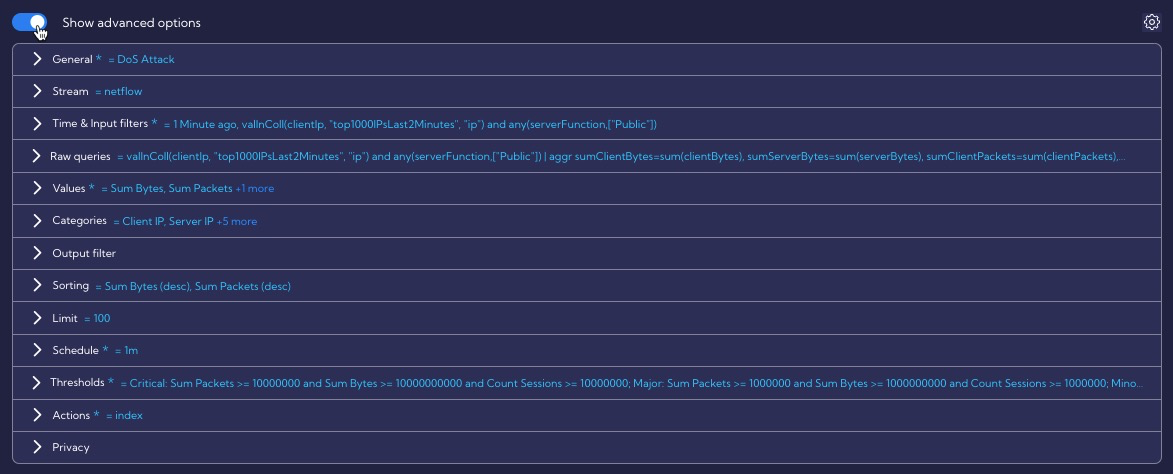 Show advanced options
General * = DoS Attack
Stream = netflow
Time & Input filters * = 1 Minute ago, valInColl(clientIp, "top1000IPsLast2Minutes", "ip") and any(serverFunction,["Public"])
Raw queries = valInColl(clientIp, "top1000IPsLast2Minutes", "ip") and any(serverFunction,["Public"]) | aggr sumClientBytes=sum(clientBytes), sumServerBytes=sum(serverBytes), sumClientPackets=sum(clientPackets),...
Values * = Sum Bytes, Sum Packets +1 more
Categories = Client IP, Server IP +5 more
Output filter
Sorting = Sum Bytes (desc), Sum Packets (desc)
Limit = 100
Schedule * = 1m
Thresholds * = Critical: Sum Packets >= 10000000 and Sum Bytes >= 10000000000 and Count Sessions >= 10000000; Major: Sum Packets >= 1000000 and Sum Bytes >= 1000000000 and Count Sessions >= 1000000; Mino...
Actions * = index
Privacy